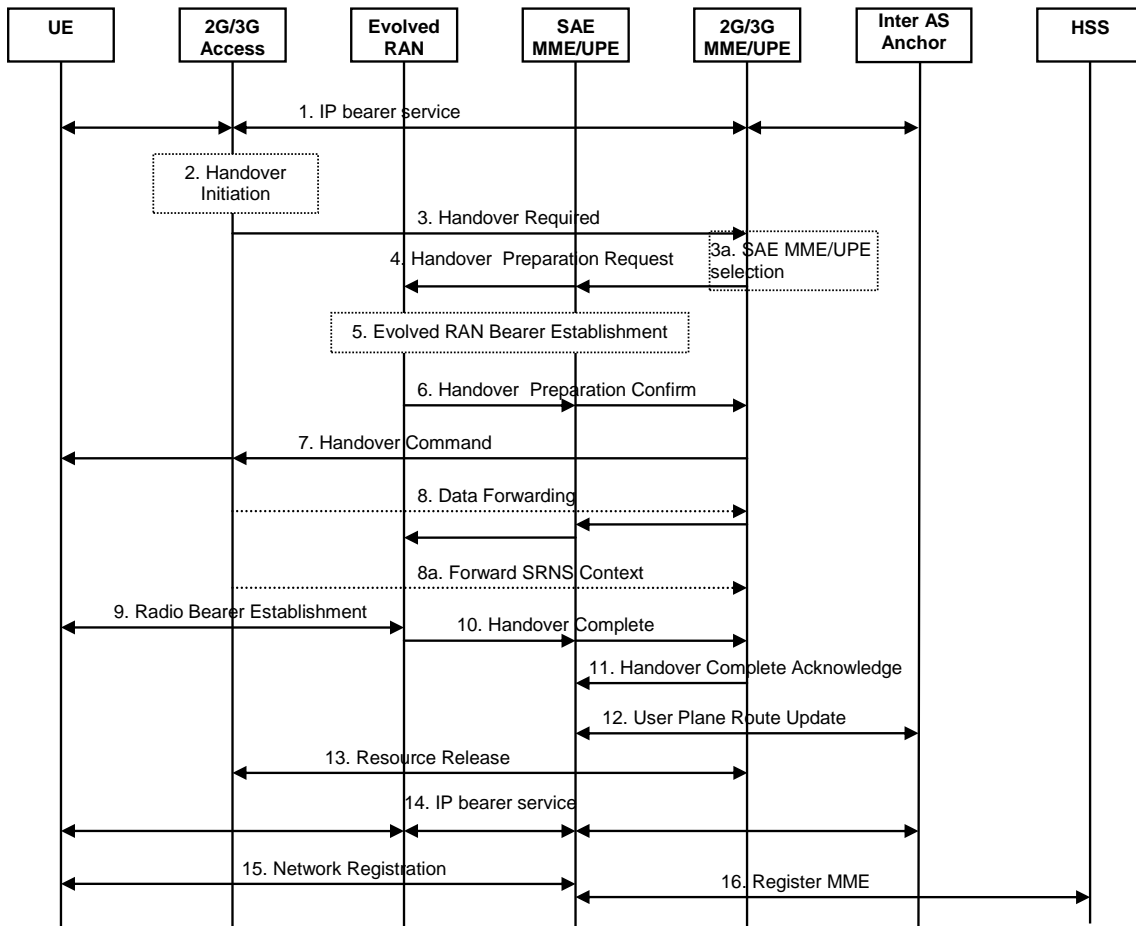 UE
2G/3G
Access
Evolved
RAN
SAE
MME/UPE
2G/3G
MME/UPE
Inter AS
Anchor
HSS
1. IP bearer service
2. Handover
Initiation
3. Handover Required
3a. SAE MME/UPE
selection
4. Handover  Preparation Request
5. Evolved RAN Bearer Establishment
6. Handover  Preparation Confirm
7. Handover Command
8. Data Forwarding
8a. Forward SRNS Context
9. Radio Bearer Establishment
10. Handover Complete
11. Handover Complete Acknowledge
12. User Plane Route Update
13. Resource Release
14. IP bearer service
15. Network Registration
16. Register MME